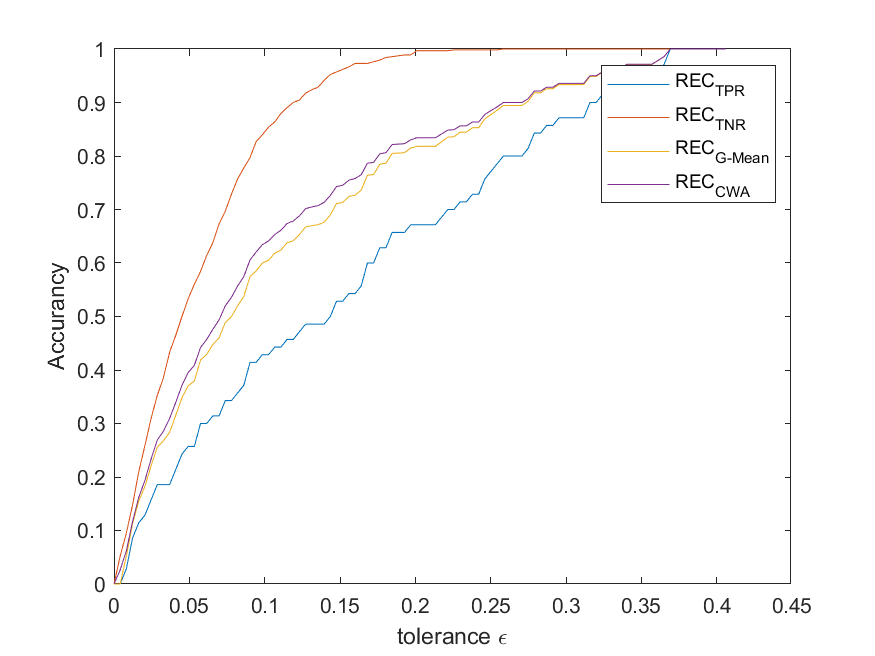 1
0.9
0.8
0.7
0.6
0.5
0.4
0.3
0.2
0.1
0
Accurancy
0 0.05 0.1 0.15 0.2 0.25 0.3 0.35 0.4 0.45
tolerance ϵ
REC_TPR
REC_TNR
REC_G-Mean
REC_CWA